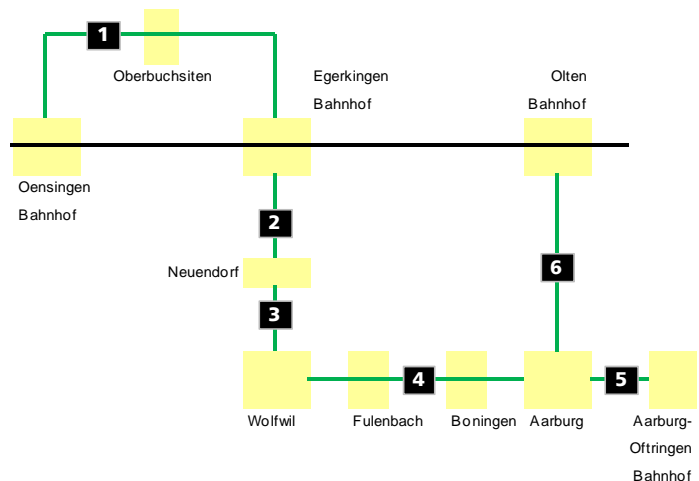 1
Oberbuchsiten
Egerkingen
Bahnhof
Olten
Bahnhof
Oensingen
Bahnhof
2
Neuendorf
6
3
4
5
Wolfwil
Fulenbach
Boningen
Aarburg
Aarburg-
Oftringen
Bahnhof